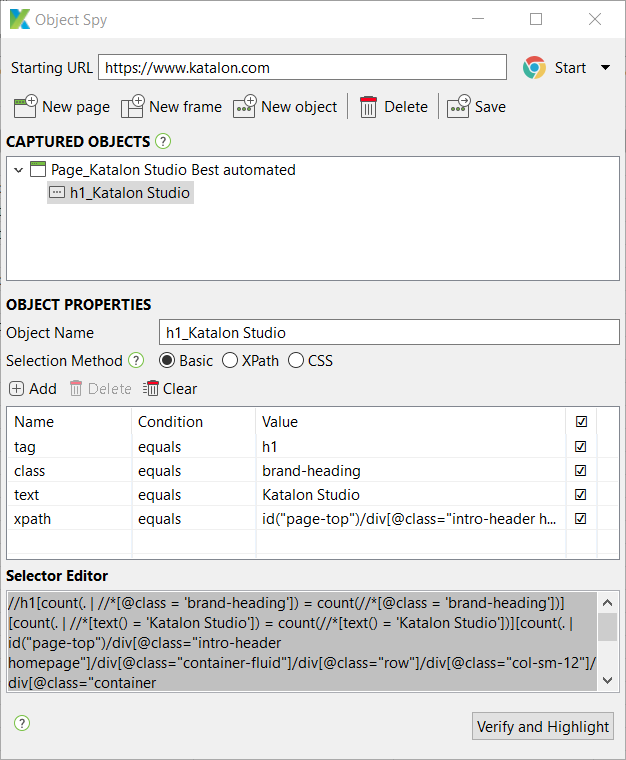 Object Spy
Starting URL https://www.katalon.com Start
New page New frame New object Delete Save
CAPTURED OBJECTS ?
Page_Katalon Studio Best automated
h1_Katalon Studio
OBJECT PROPERTIES
Object Name h1_Katalon Studio
Selection Method ? Basic XPath CSS
Add Delete Clear
Name Condition Value
tag equals h1
class equals brand-heading
text equals Katalon Studio
xpath equals id("page-top")/div[@class="intro-header h...
Selector Editor
//h1[count(. | //*[@class = 'brand-heading']) = count(//*[@class = 'brand-heading'])]
[count(. | //*[text() = 'Katalon Studio']) = count(//*[text() = 'Katalon Studio'])][count(. |
id("page-top")/div[@class="intro-header
homepage"]/div[@class="container-fluid"]/div[@class="row"]/div[@class="col-sm-12"]/
div[@class="container
? Verify and Highlight